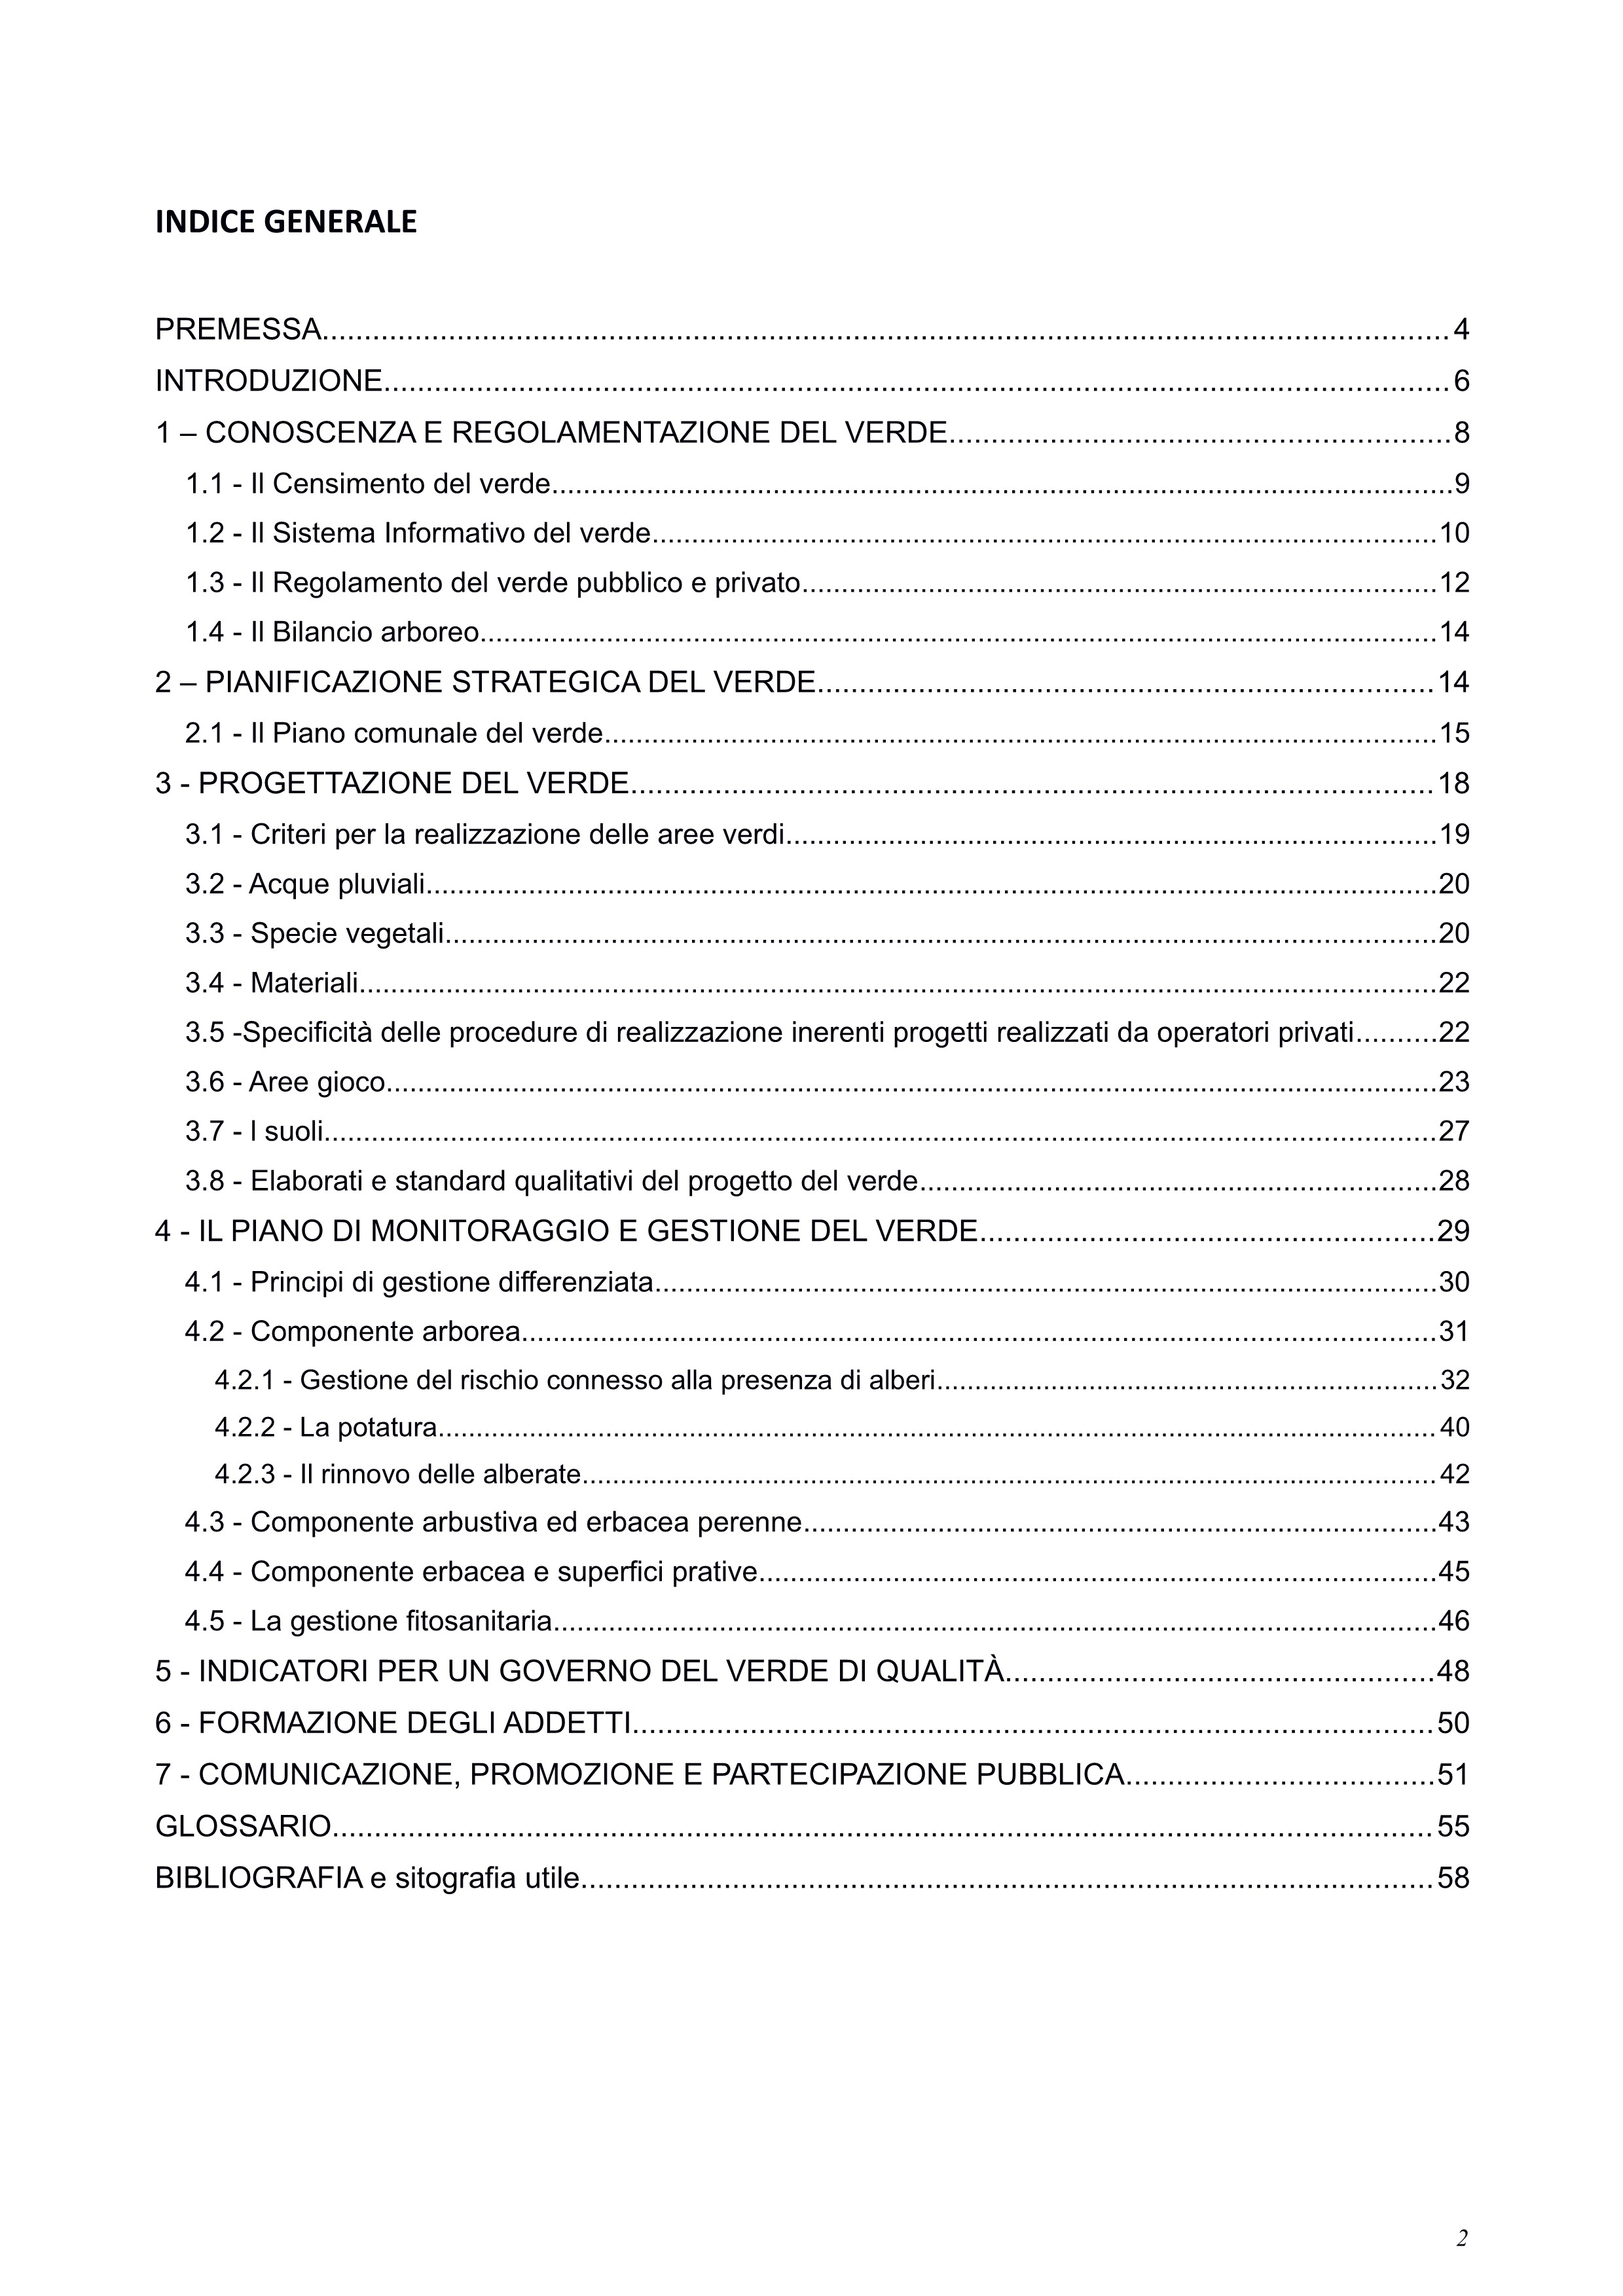 INDICE GENERALE
PREMESSA 4
INTRODUZIONE 6
1 – CONOSCENZA E REGOLAMENTAZIONE DEL VERDE 8
1.1 - Il Censimento del verde 9
1.2 - Il Sistema Informativo del verde 10
1.3 - Il Regolamento del verde pubblico e privato 12
1.4 - Il Bilancio arboreo 14
2 – PIANIFICAZIONE STRATEGICA DEL VERDE 14
2.1 - Il Piano comunale del verde 15
3 - PROGETTAZIONE DEL VERDE 18
3.1 - Criteri per la realizzazione delle aree verdi 19
3.2 - Acque pluviali 20
3.3 - Specie vegetali 20
3.4 - Materiali 22
3.5 -Specificità delle procedure di realizzazione inerenti progetti realizzati da operatori privati 22
3.6 - Aree gioco 23
3.7 - I suoli 27
3.8 - Elaborati e standard qualitativi del progetto del verde 28
4 - IL PIANO DI MONITORAGGIO E GESTIONE DEL VERDE 29
4.1 - Principi di gestione differenziata 30
4.2 - Componente arborea 31
4.2.1 - Gestione del rischio connesso alla presenza di alberi 32
4.2.2 - La potatura 40
4.2.3 - Il rinnovo delle alberate 42
4.3 - Componente arbustiva ed erbacea perenne 43
4.4 - Componente erbacea e superfici prative 45
4.5 - La gestione fitosanitaria 46
5 - INDICATORI PER UN GOVERNO DEL VERDE DI QUALITÀ 48
6 - FORMAZIONE DEGLI ADDETTI 50
7 - COMUNICAZIONE, PROMOZIONE E PARTECIPAZIONE PUBBLICA 51
GLOSSARIO 55
BIBLIOGRAFIA e sitografia utile 58
2